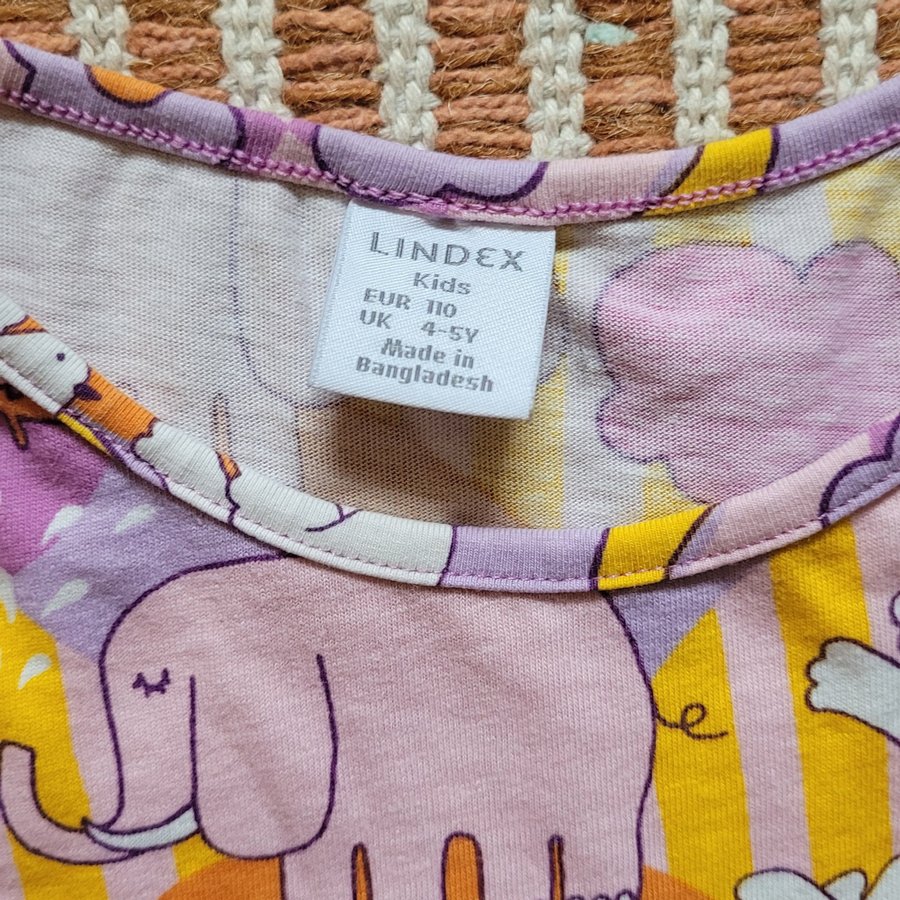 LINDEX
Kids
EUR 110
UK 4-5Y
Made in
Bangladesh